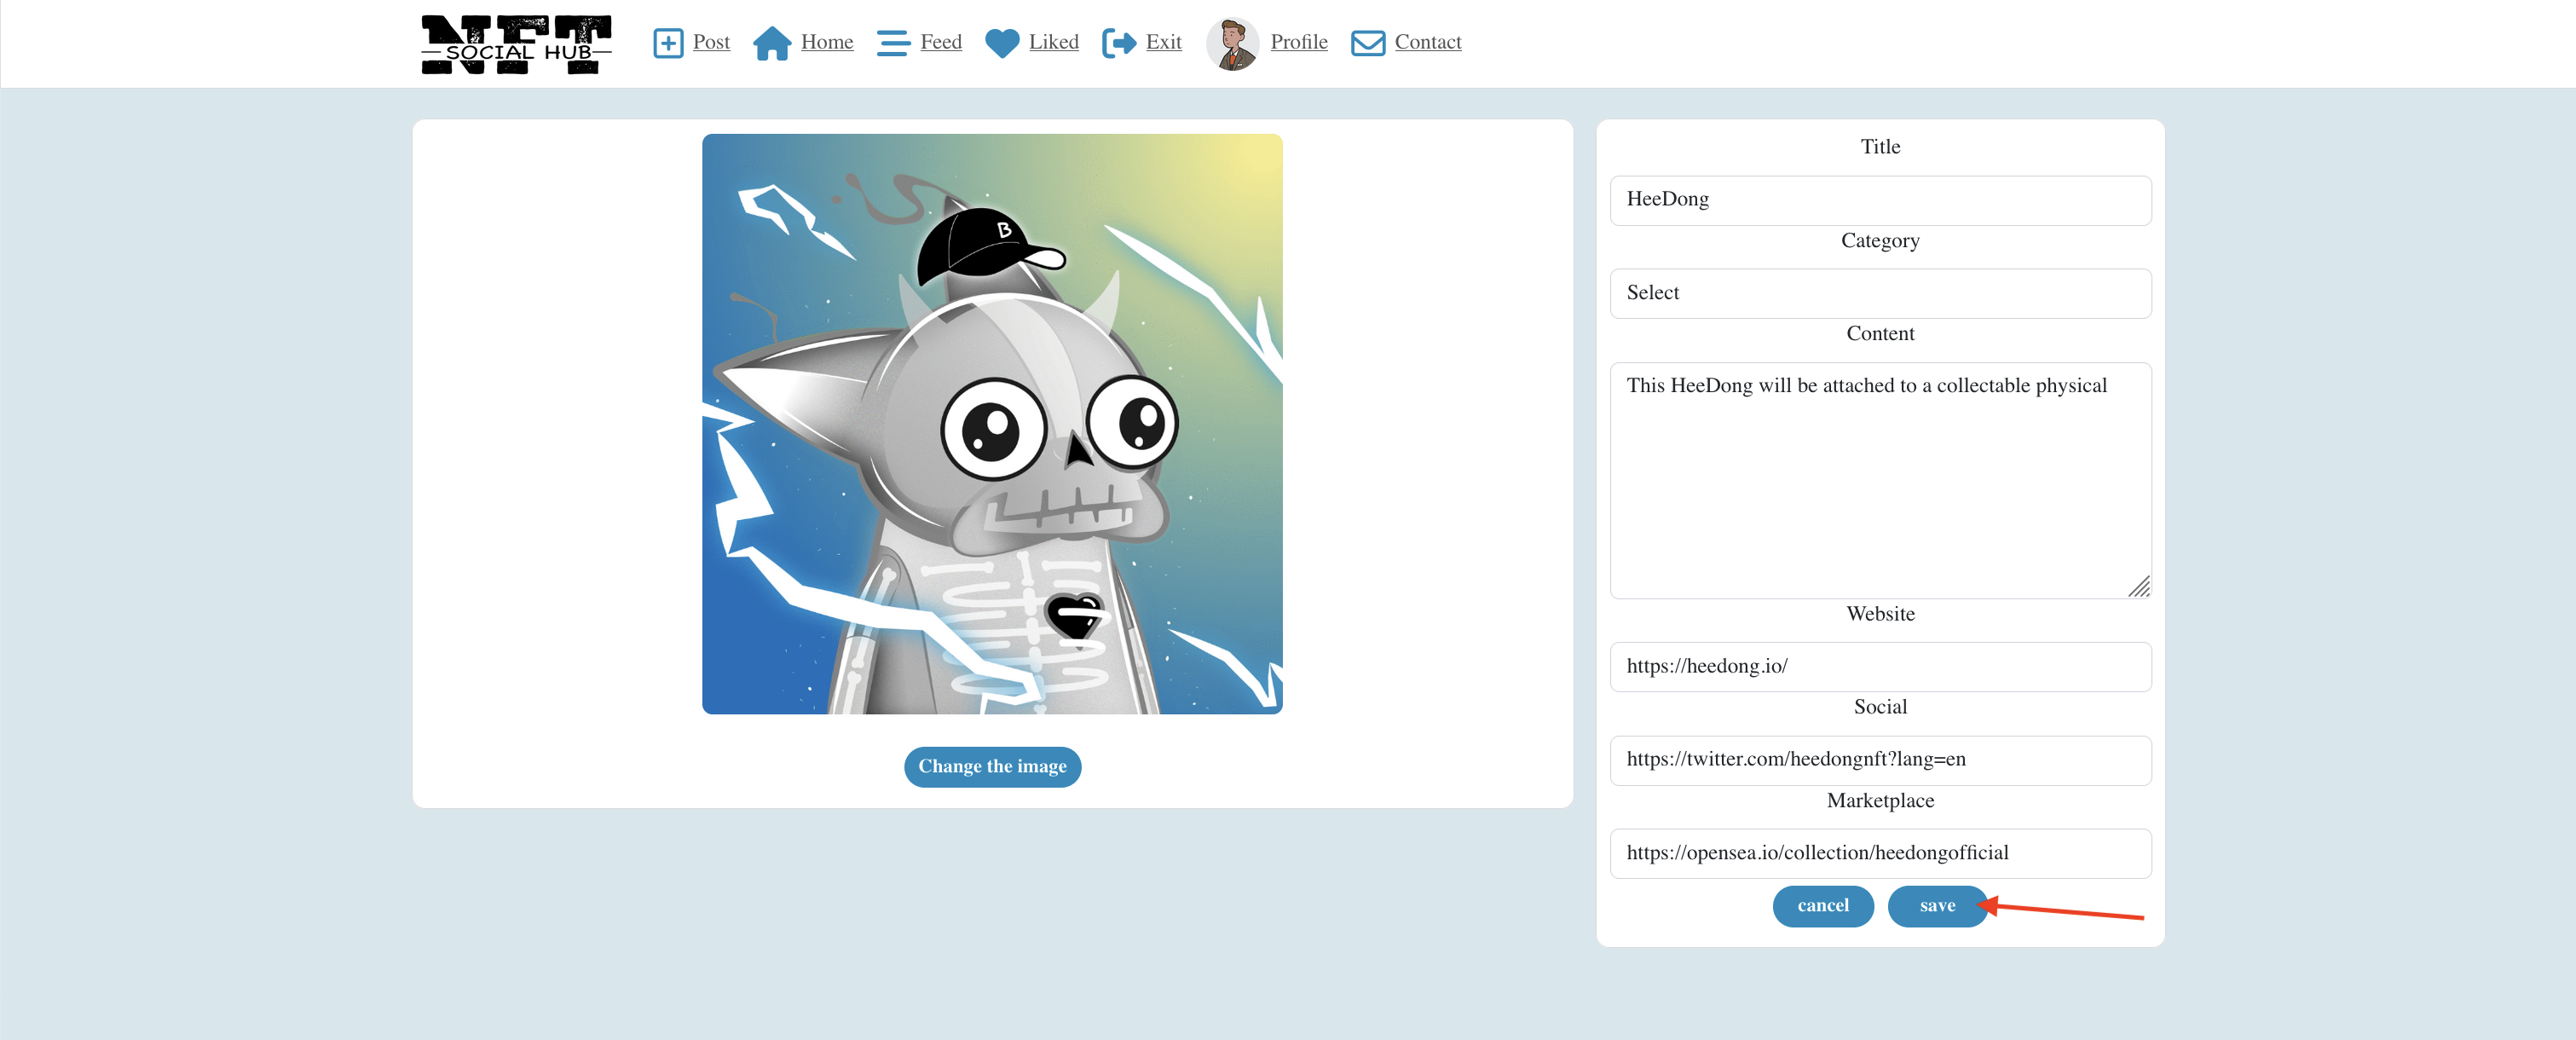 NFT
SOCIAL HUB
Post
Home
Feed
Liked
Exit
Profile
Contact
B
Change the image
Title
HeeDong
Category
Select
Content
This HeeDong will be attached to a collectable physical
Website
https://heedong.io/
Social
https://twitter.com/heedongnft?lang=en
Marketplace
https://opensea.io/collection/heedongofficial
cancel
save